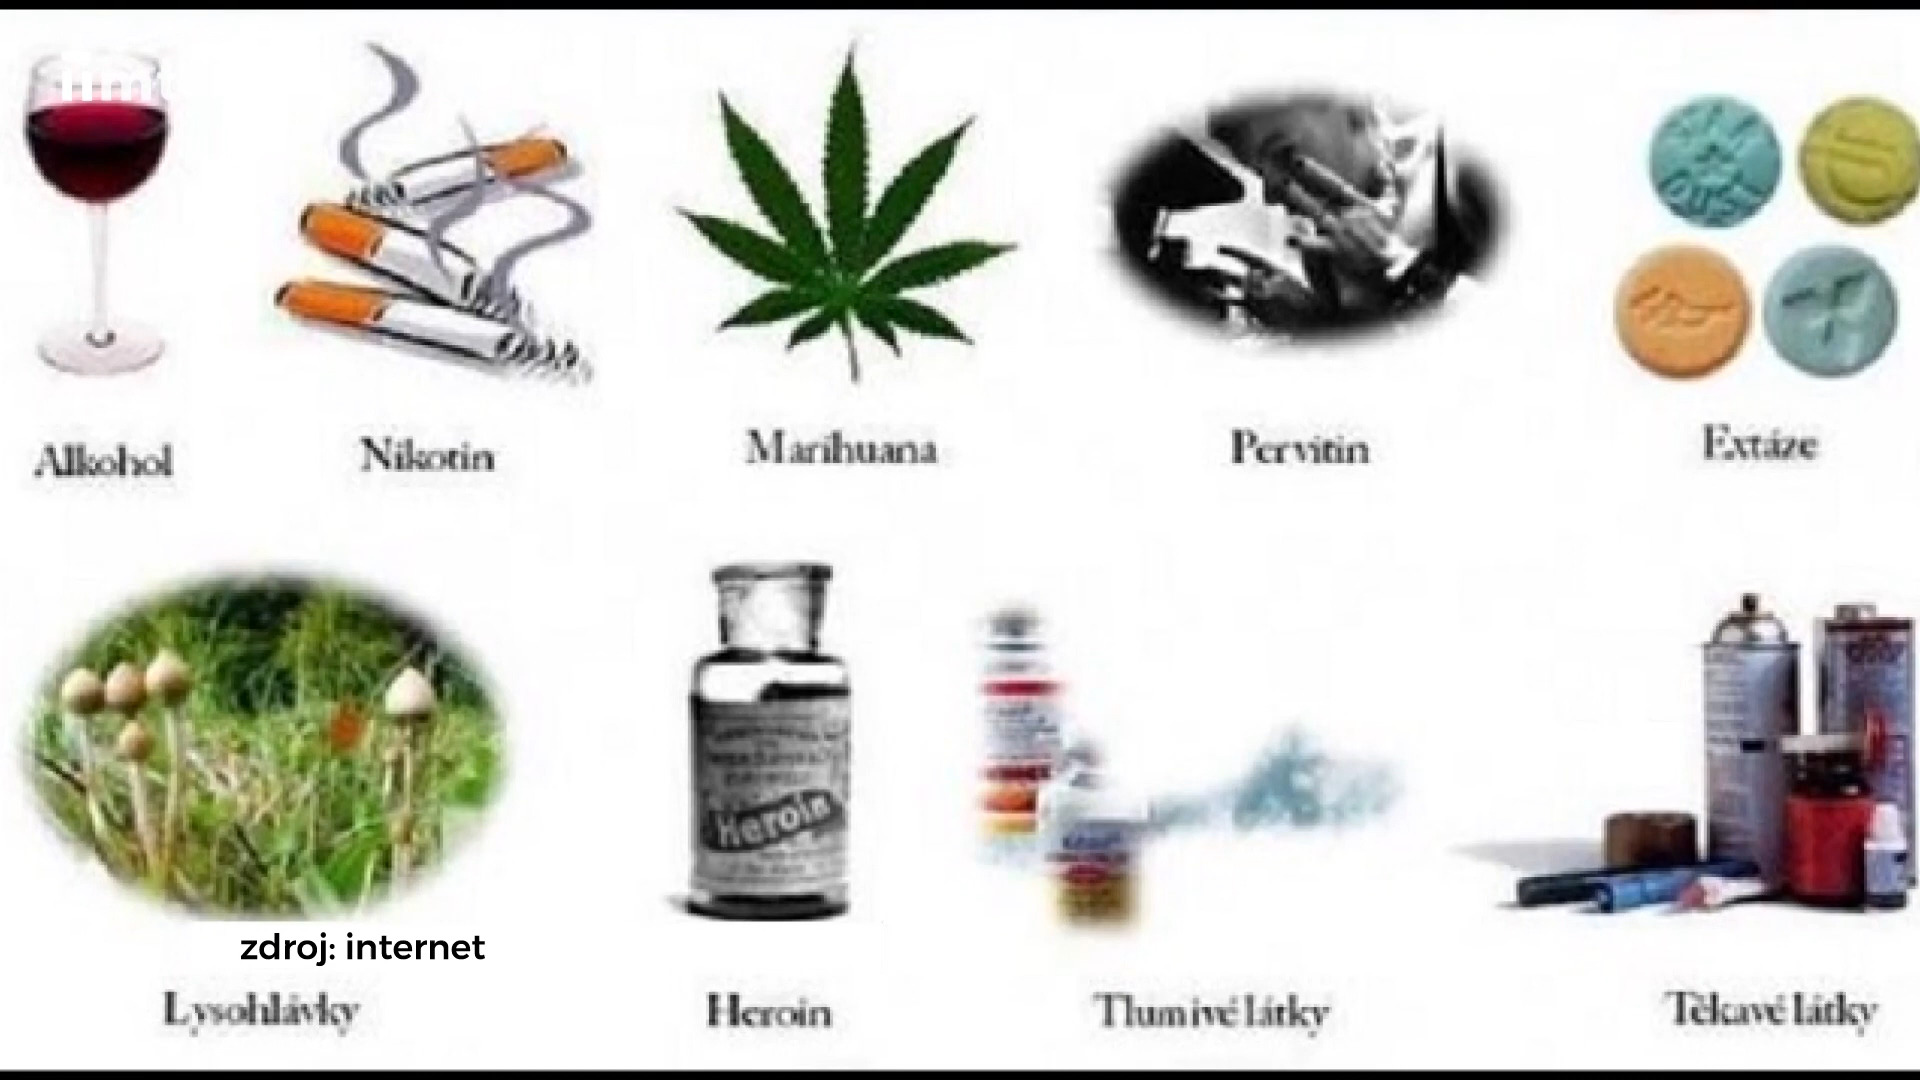 Alkohol
Nikotin
Marihuana
Pervitin
Extáze
Heroin
zdroj: internet
Lysohlávky
Heroin
Tlumivé látky
Těkavé látky